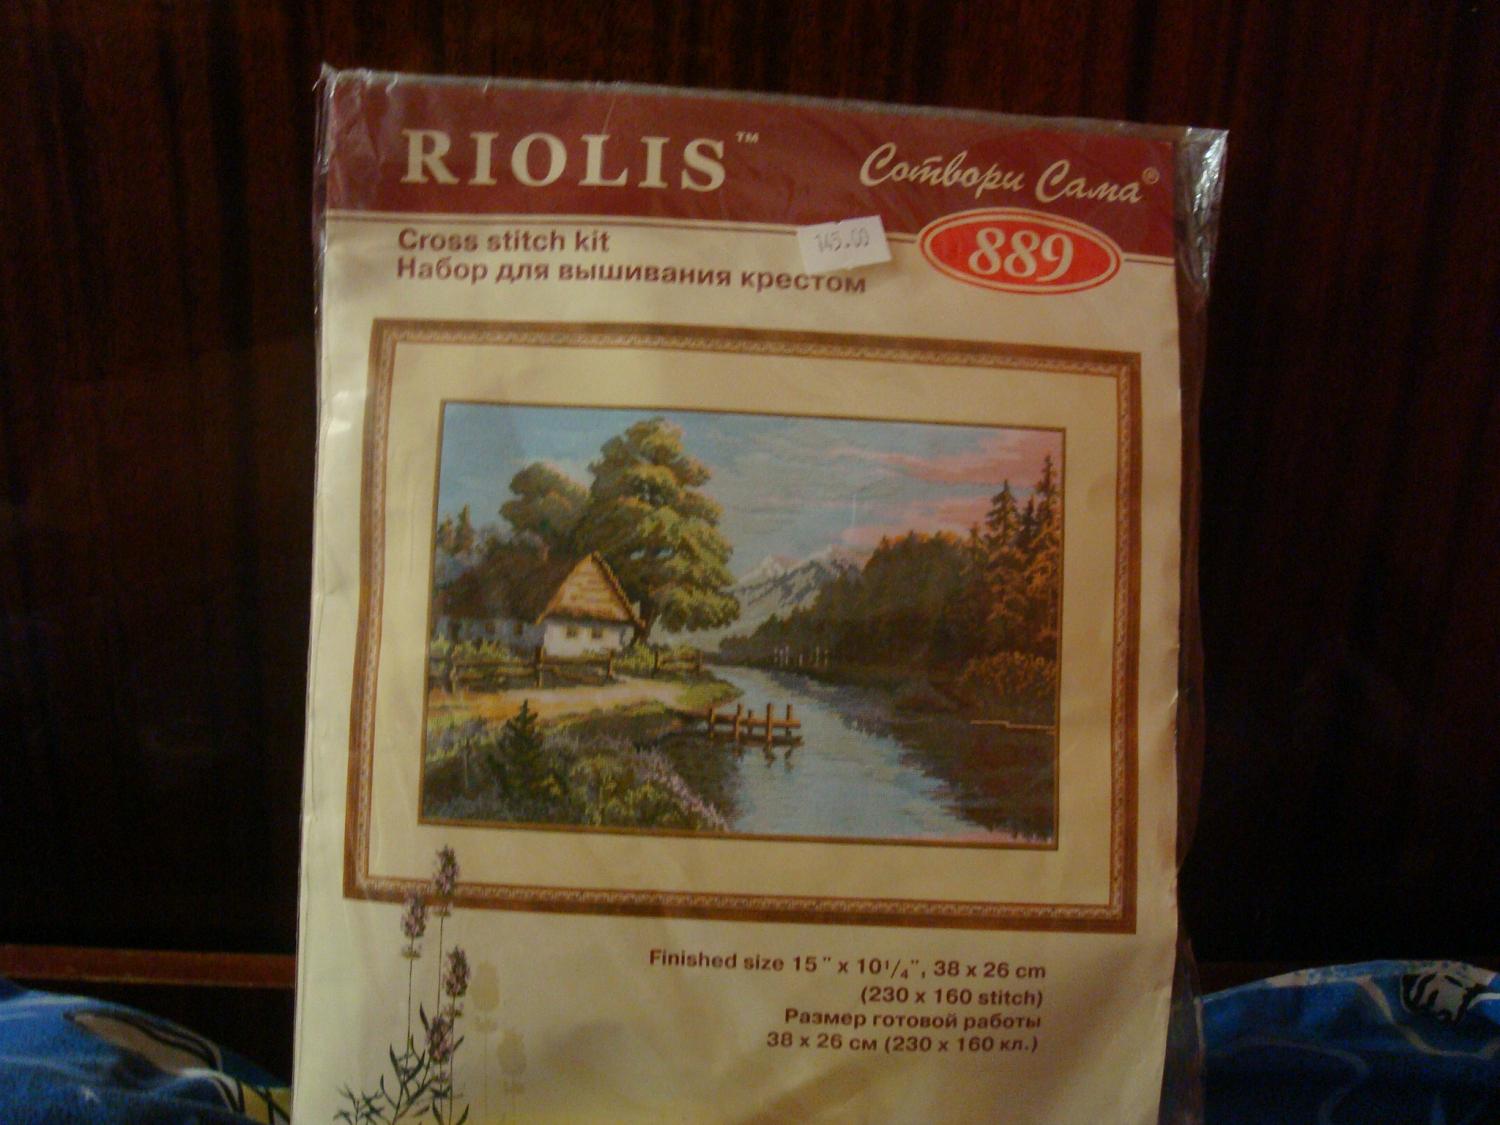 RIOLIS™
Сотвори Сама®
889
Cross stitch kit
Набор для вышивания крестом
Finished size 15" x 10¹/₄", 38 x 26 cm
(230 x 160 stitch)
Размер готовой работы
38 x 26 см (230 x 160 кл.)